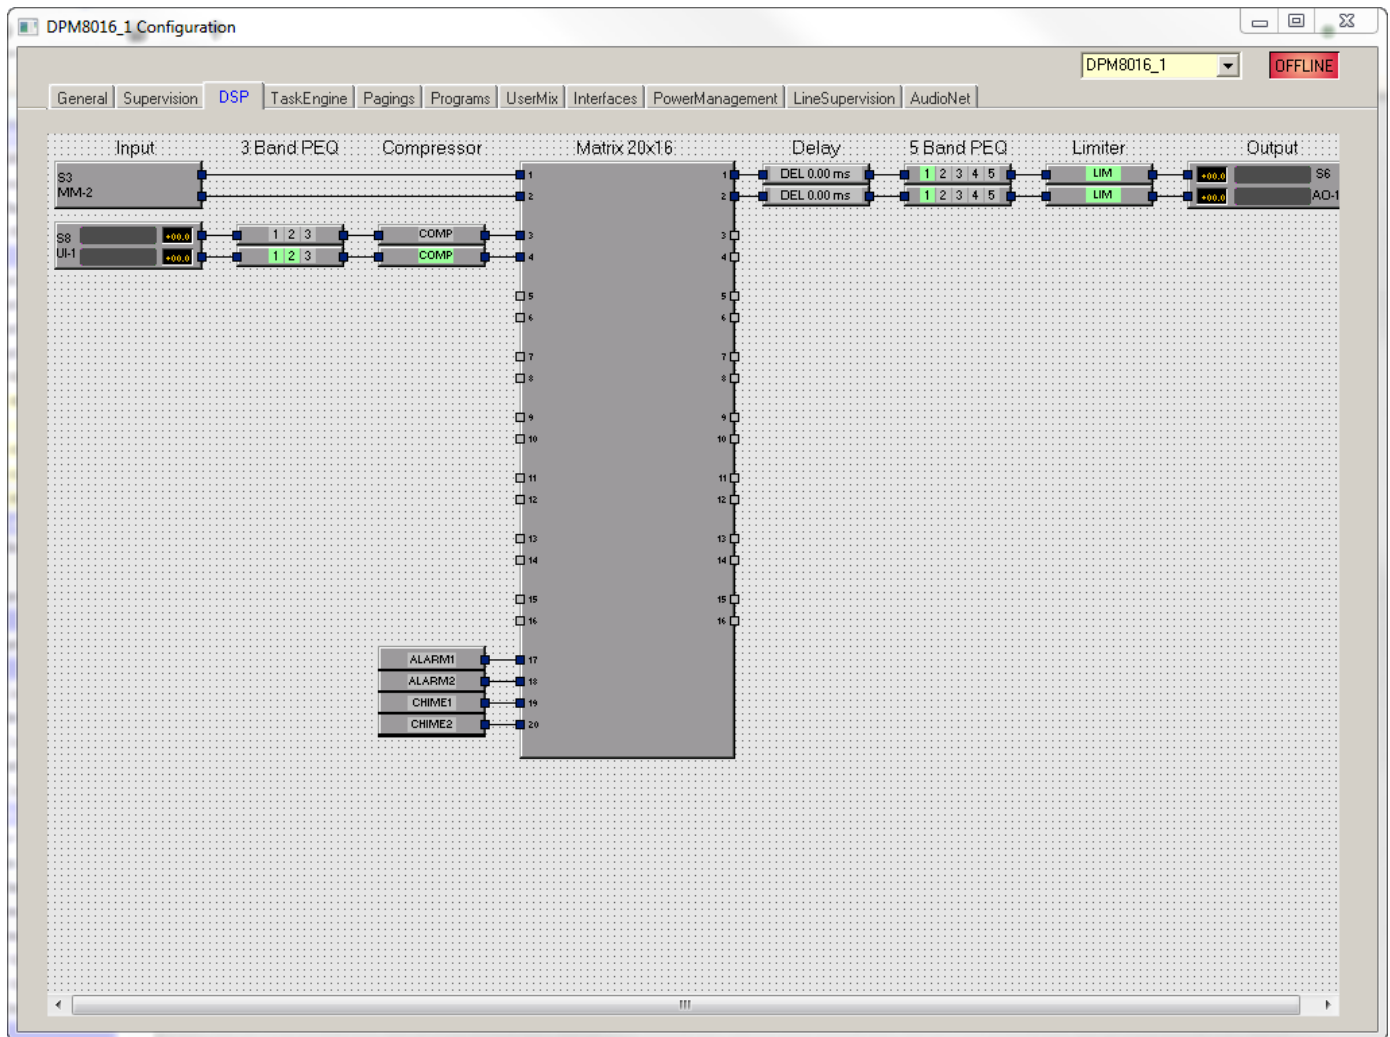 DPM8016_1 Configuration
DPM8016_1 OFFLINE
General Supervision DSP TaskEngine Pagings Programs UserMix Interfaces PowerManagement LineSupervision AudioNet
Input 3 Band PEQ Compressor Matrix 20x16 Delay 5 Band PEQ Limiter Output
S3 1 1 DEL 0.00 ms 1 2 3 4 5 LIM +00.0 S6
MM-2 2 2 DEL 0.00 ms 1 2 3 4 5 LIM +00.0 AO-1
S8 +00.0 1 2 3 COMP 3 3
UI-1 +00.0 1 2 3 COMP 4 4
5 5
6 6
7 7
8 8
9 9
10 10
11 11
12 12
13 13
14 14
15 15
16 16
ALARM1 17
ALARM2 18
CHIME1 19
CHIME2 20